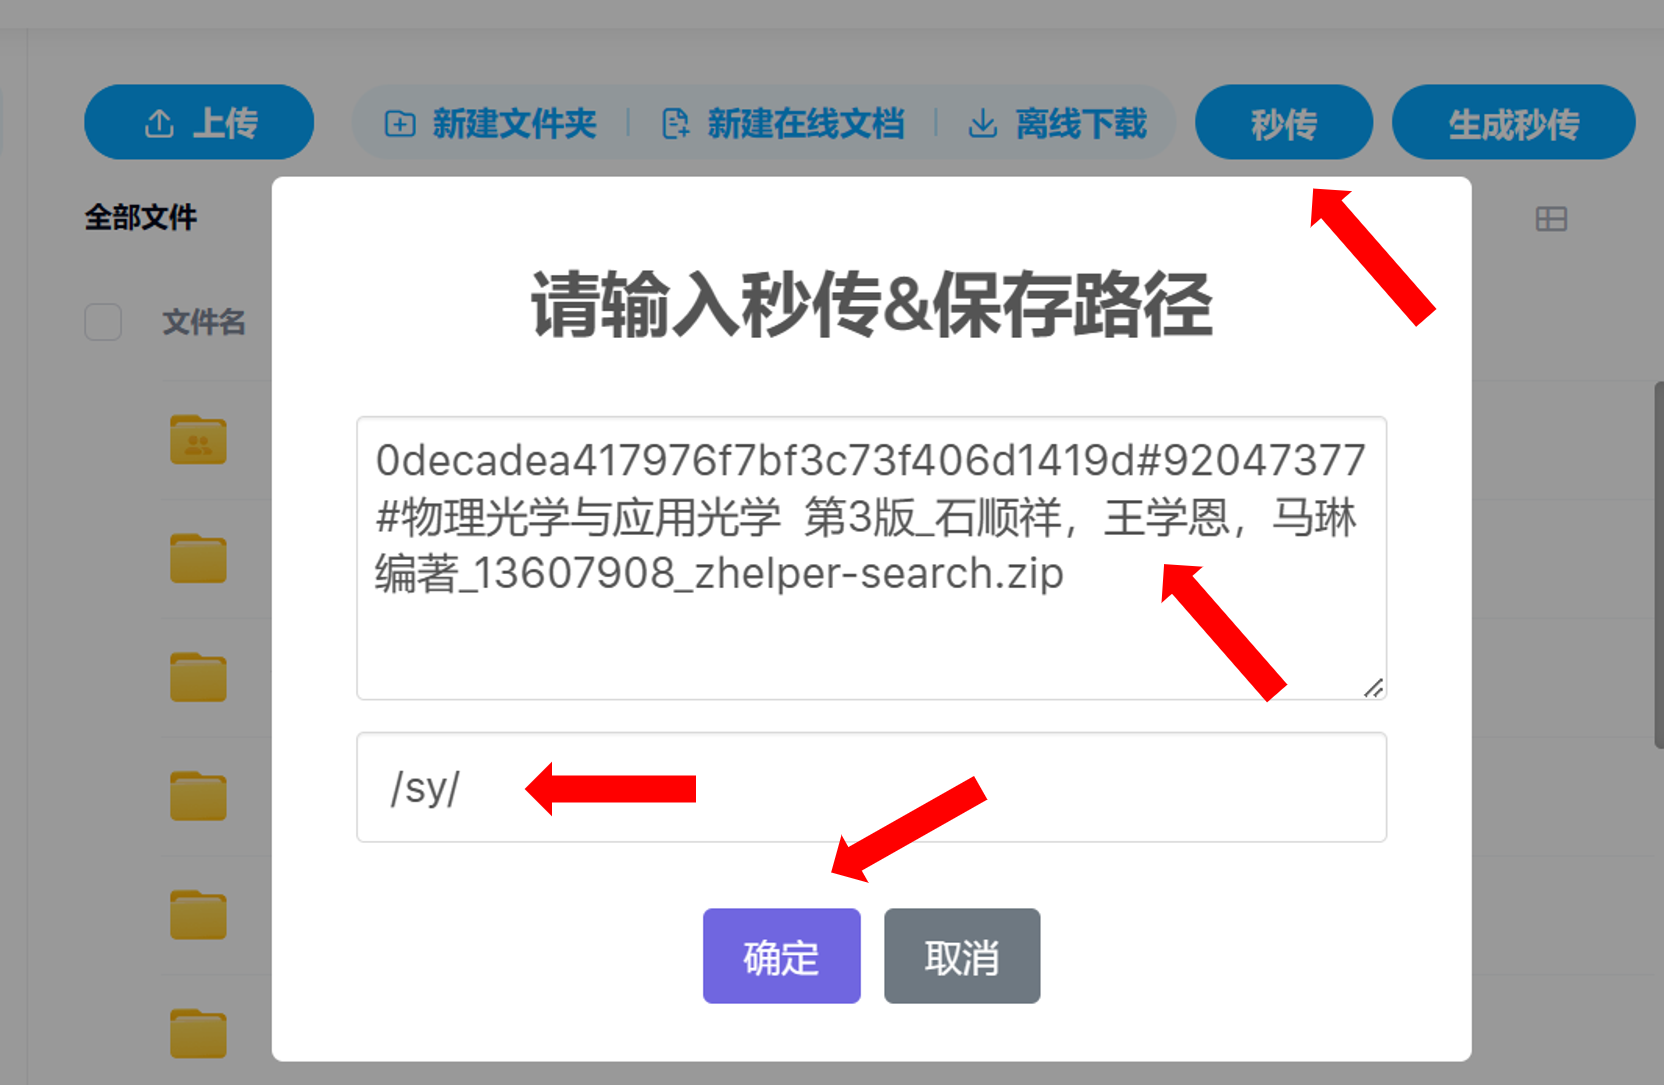 上传 新建文件夹 新建在线文档 离线下载 秒传 生成秒传
全部文件
请输入秒传&保存路径
文件名
0decadea417976f7bf3c73f406d1419d#92047377
#物理光学与应用光学 第3版_石顺祥，王学恩，马琳
编著_13607908_zhelper-search.zip
/sy/
确定 取消